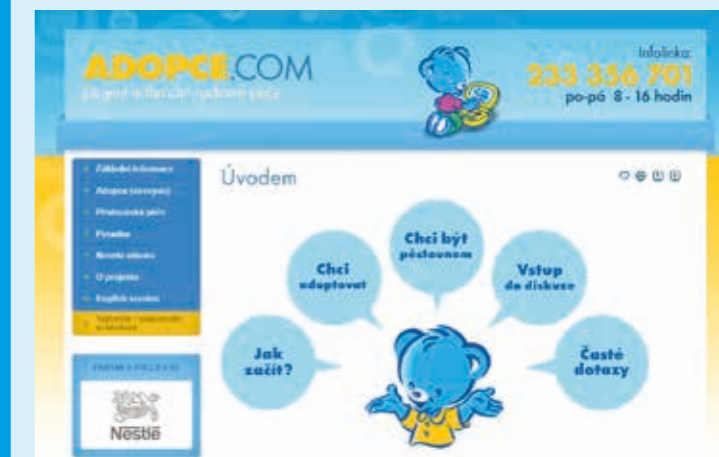 ADOPCE.COM
Infolinka:
233 356 701
po-pá 8 - 16 hodin
Základní informace
Adopce (osvojení)
Pěstounská péče
Poradna
O projektu
English version
Úvodem
Chci být
pěstounem
Chci
adoptovat
Vstup
do diskuze
Jak
začít?
Časté
dotazy
Nestlé